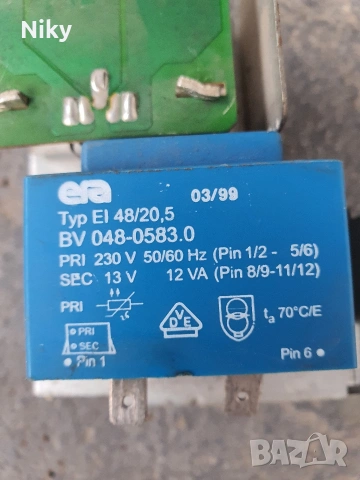 Niky
era 03/99
Typ EI 48/20,5
BV 048-0583.0
PRI 230 V 50/60 Hz (Pin 1/2 - 5/6)
SEC 13 V 12 VA (Pin 8/9-11/12)
PRI
VDE
ta 70°C/E
PRI
SEC
Pin 1
Pin 6
BAZAR